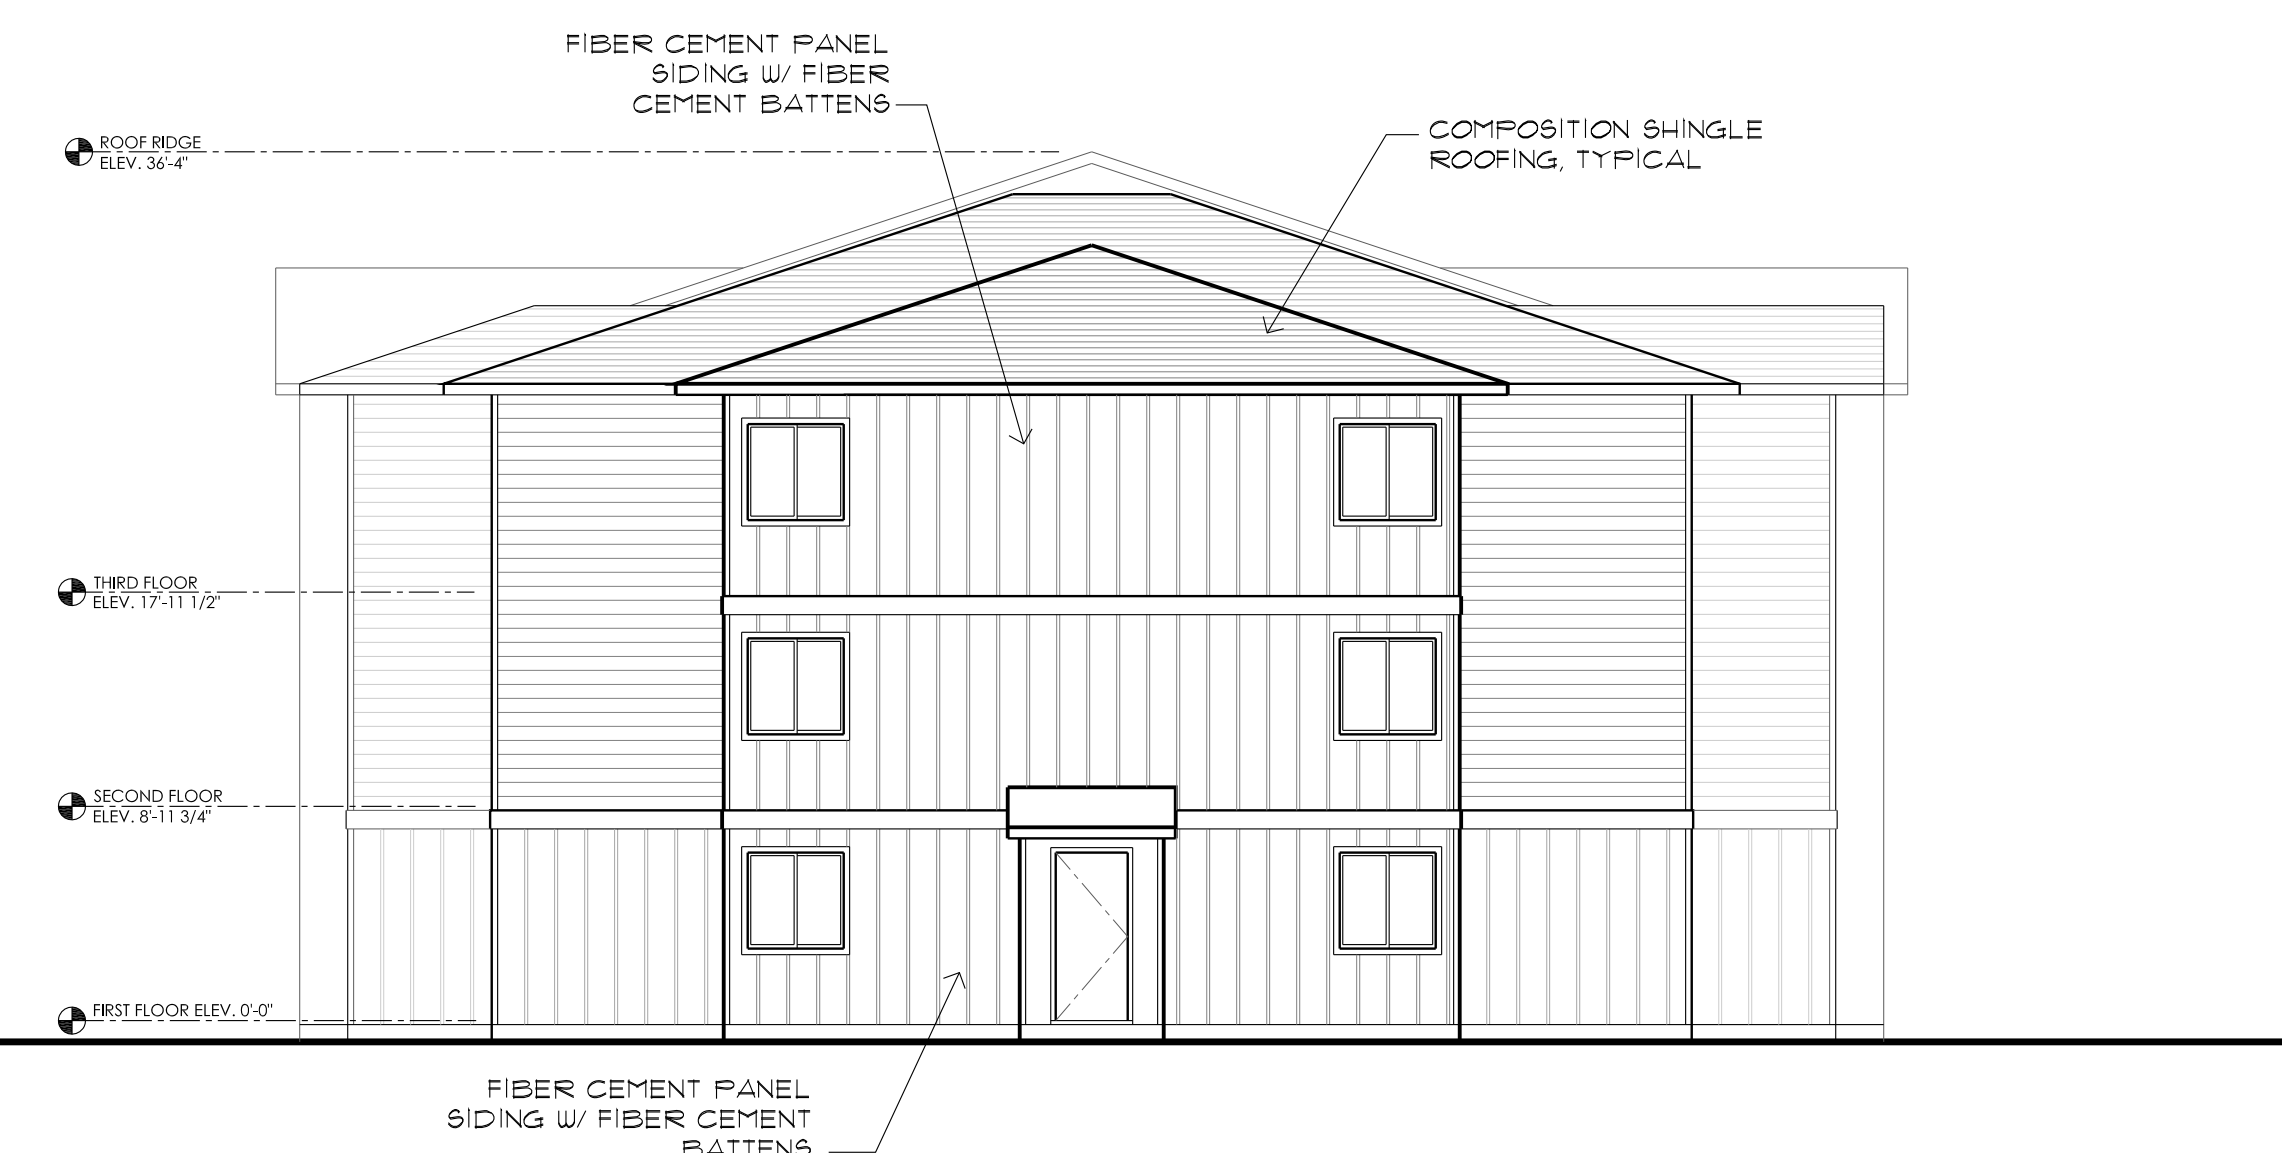 FIBER CEMENT PANEL
SIDING W/ FIBER
CEMENT BATTENS
COMPOSITION SHINGLE
ROOFING, TYPICAL
ROOF RIDGE
ELEV. 36'-4"
THIRD FLOOR
ELEV. 17'-11 1/2"
SECOND FLOOR
ELEV. 8'-11 3/4"
FIRST FLOOR ELEV. 0'-0"
FIBER CEMENT PANEL
SIDING W/ FIBER CEMENT
BATTENS